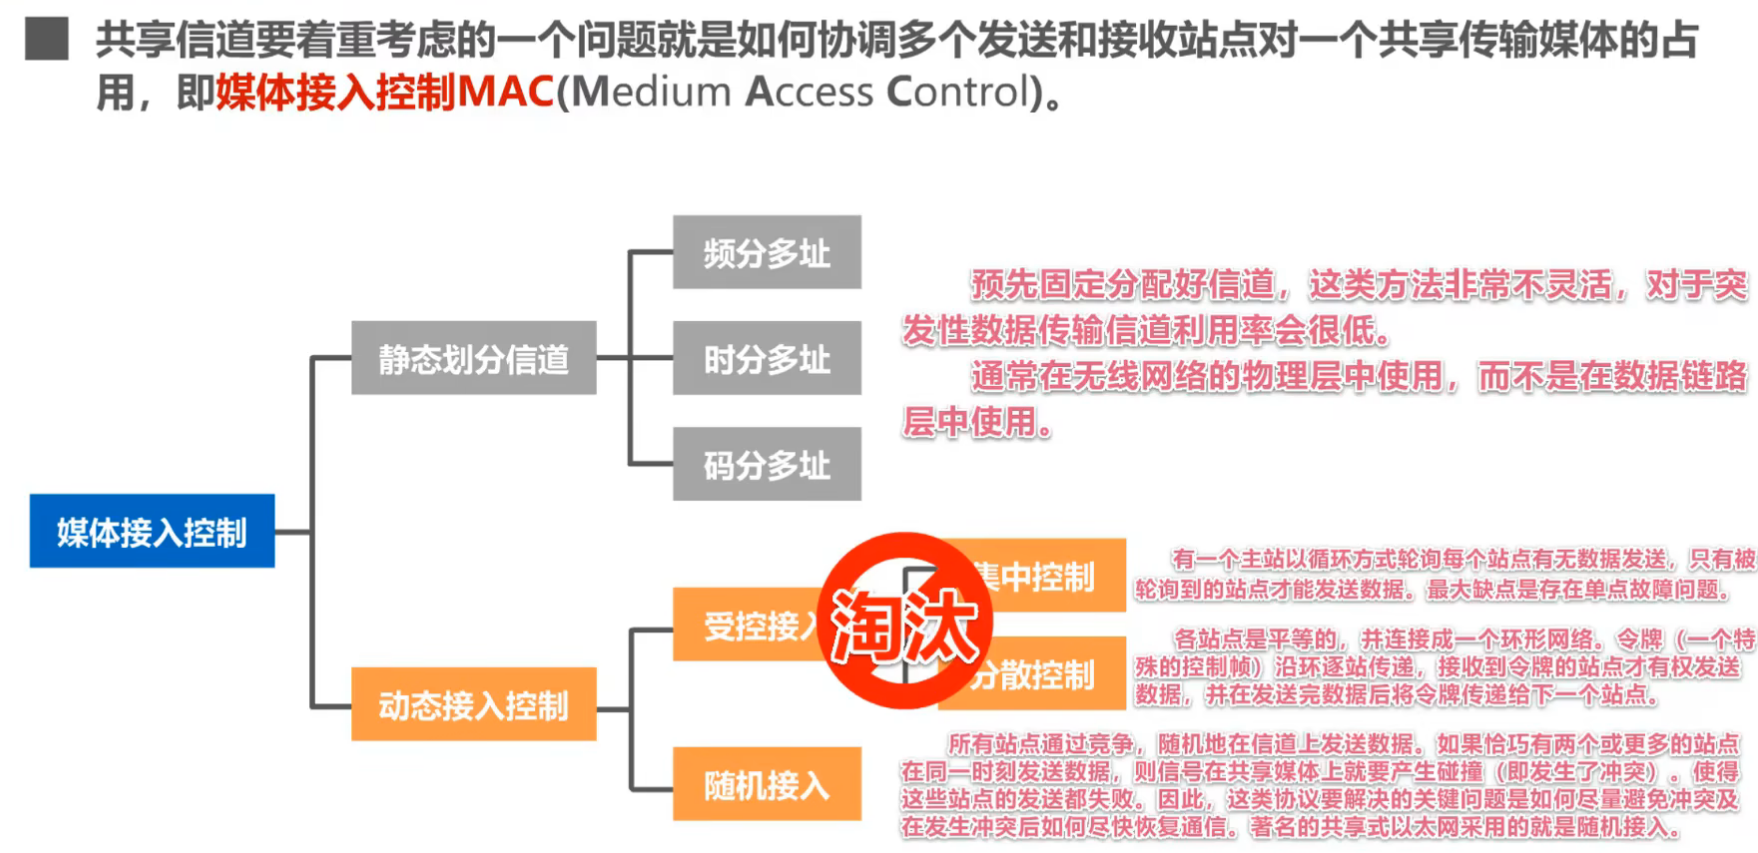 共享信道要着重考虑的一个问题就是如何协调多个发送和接收站点对一个共享传输媒体的占
用，即媒体接入控制MAC(Medium Access Control)。
频分多址
预先固定分配好信道，这类方法非常不灵活，对于突
发性数据传输信道利用率会很低。
静态划分信道
时分多址
通常在无线网络的物理层中使用，而不是在数据链路
层中使用。
码分多址
媒体接入控制
集中控制
有一个主站以循环方式轮询每个站点有无数据发送，只有被
轮询到的站点才能发送数据。最大缺点是存在单点故障问题。
受控接入
淘汰
分散控制
各站点是平等的，并连接成一个环形网络。令牌（一个特
殊的控制帧）沿环逐站传递，接收到令牌的站点才有权发送
数据，并在发送完数据后将令牌传递给下一个站点。
动态接入控制
随机接入
所有站点通过竞争，随机地在信道上发送数据。如果恰巧有两个或更多的站点
在同一时刻发送数据，则信号在共享媒体上就要产生碰撞（即发生了冲突）。使得
这些站点的发送都失败。因此，这类协议要解决的关键问题是如何尽量避免冲突及
在发生冲突后如何尽快恢复通信。著名的共享式以太网采用的就是随机接入。